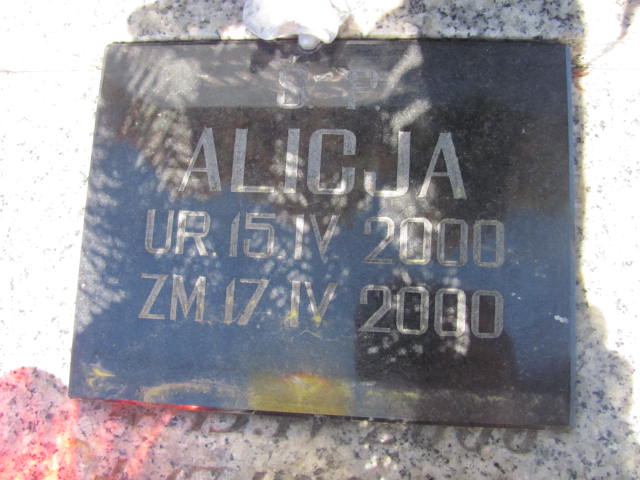 Ś. P.
ALICJA
UR. 15. IV 2000
ZM. 17. IV 2000